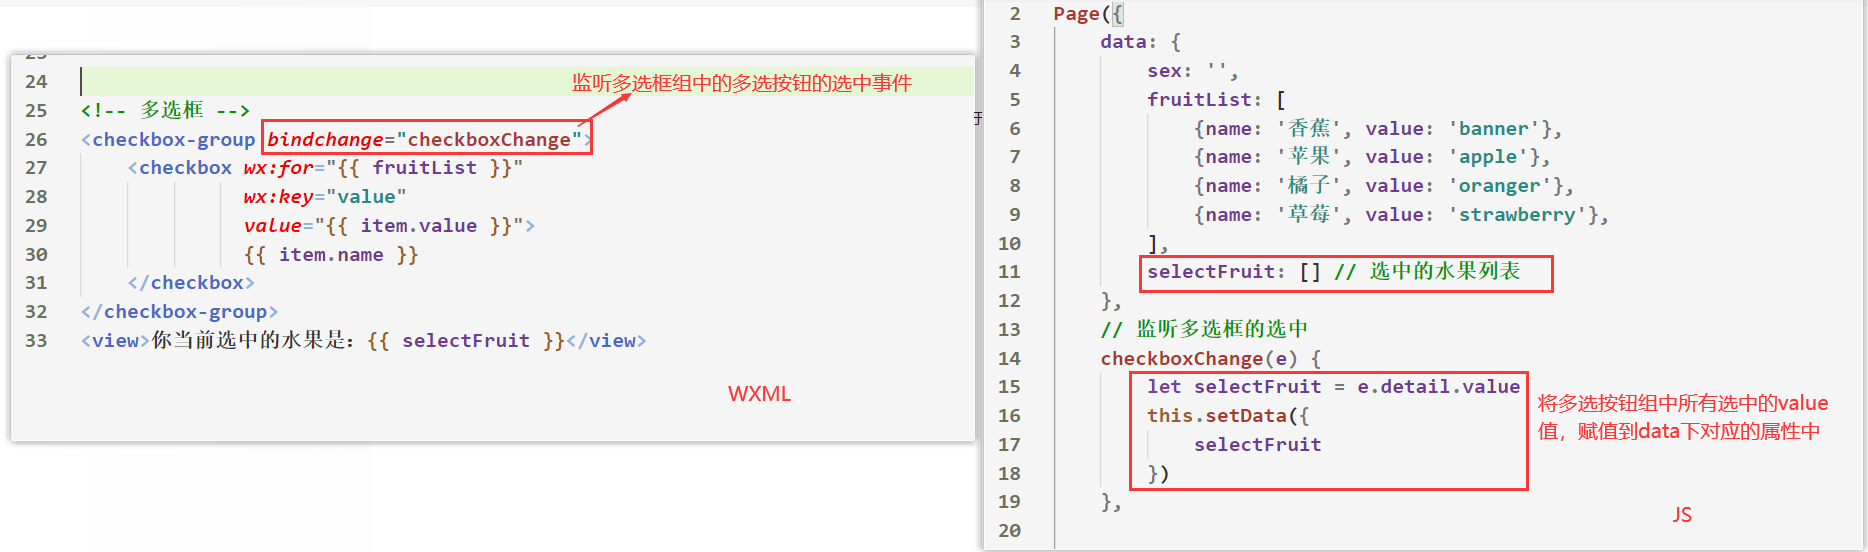 23
24
监听多选框组中的多选按钮的选中事件
25 <!-- 多选框 -->
26 <checkbox-group bindchange="checkboxChange">
27 <checkbox wx:for="{{ fruitList }}"
28 wx:key="value"
29 value="{{ item.value }}">
30 {{ item.name }}
31 </checkbox>
32 </checkbox-group>
33 <view>你当前选中的水果是：{{ selectFruit }}</view>
WXML
2 Page({
3 data: {
4 sex: '',
5 fruitList: [
6 {name: '香蕉', value: 'banner'},
7 {name: '苹果', value: 'apple'},
8 {name: '橘子', value: 'oranger'},
9 {name: '草莓', value: 'strawberry'},
10 ],
11 selectFruit: [] // 选中的水果列表
12 },
13 // 监听多选框的选中
14 checkboxChange(e) {
15 let selectFruit = e.detail.value
16 this.setData({
17 selectFruit
18 })
19 },
20
将多选按钮组中所有选中的value
值，赋值到data下对应的属性中
JS